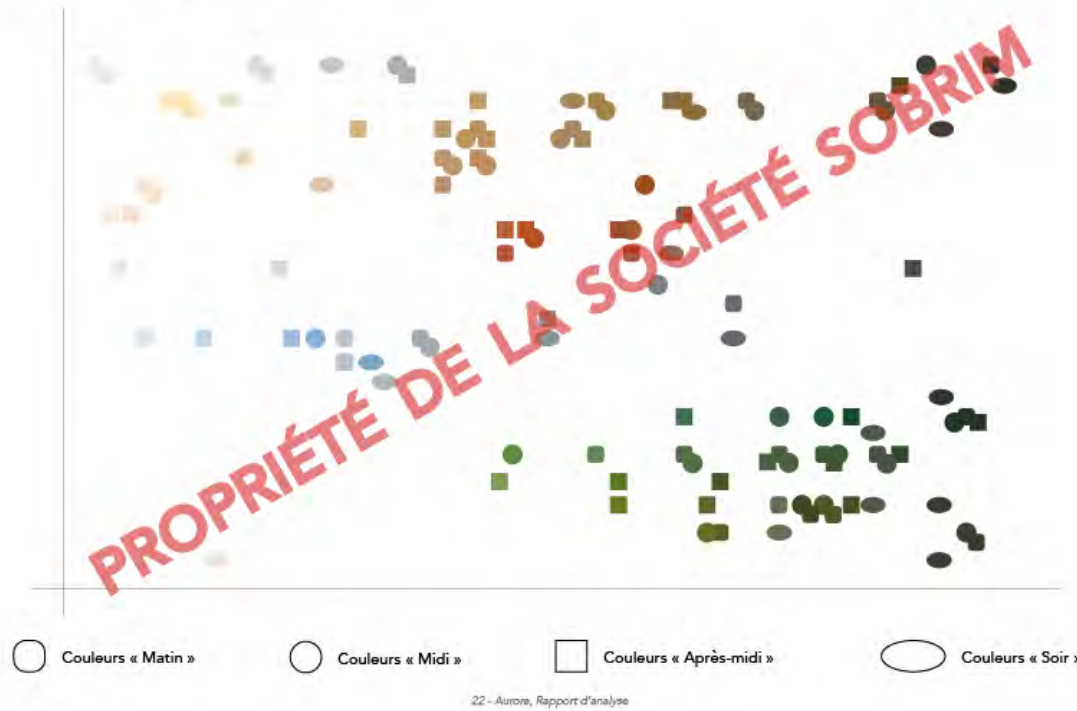 PROPRIÉTÉ DE LA SOCIÉTÉ SOBRIM
Couleurs « Matin »
Couleurs « Midi »
Couleurs « Après-midi »
Couleurs « Soir »
22 - Aurore, Rapport d'analyse